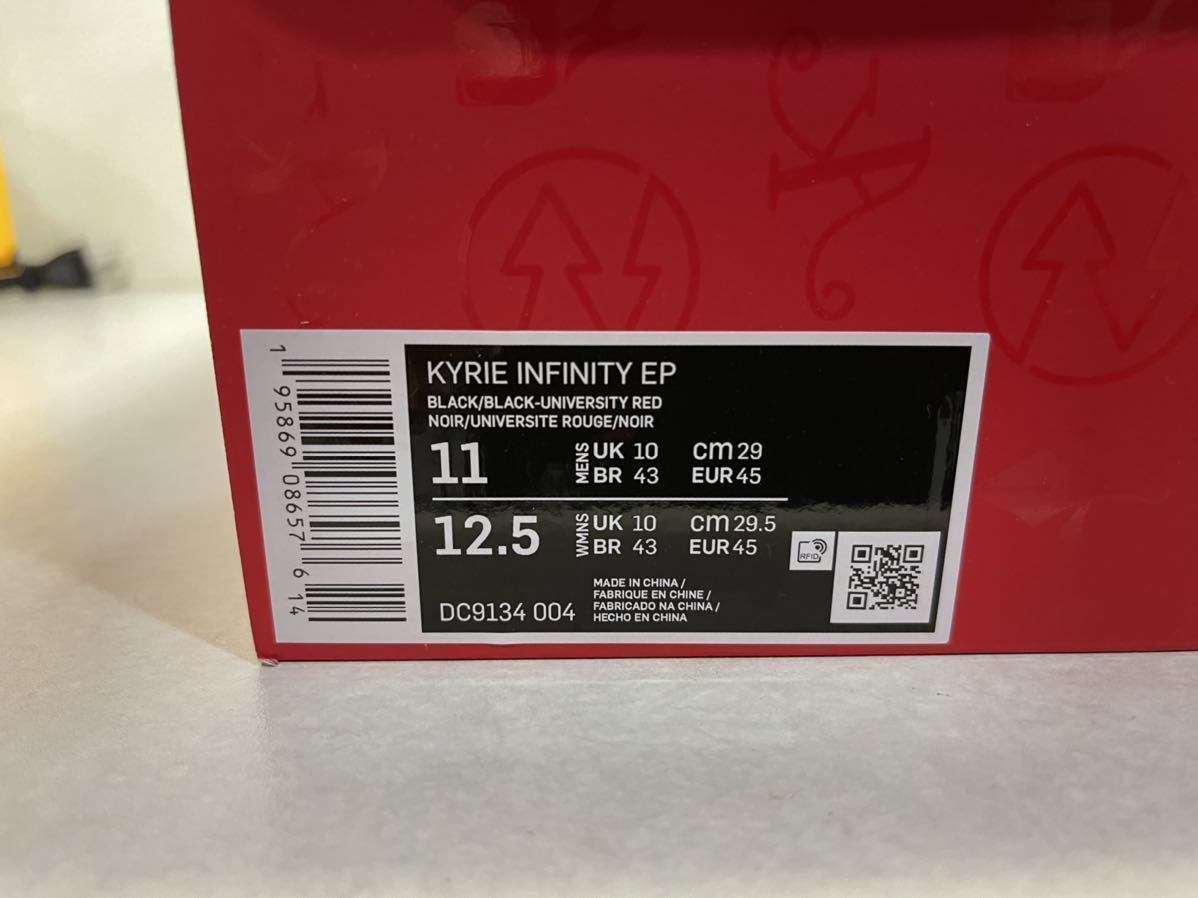 KYRIE INFINITY EP
BLACK/BLACK-UNIVERSITY RED
NOIR/UNIVERSITE ROUGE/NOIR
11 MENS UK 10 cm 29
BR 43 EUR 45
12.5 WMNS UK 10 cm 29.5
BR 43 EUR 45
RFID
DC9134 004
MADE IN CHINA /
FABRIQUE EN CHINE /
FABRICADO NA CHINA /
HECHO EN CHINA
1 95869 08657 6 14